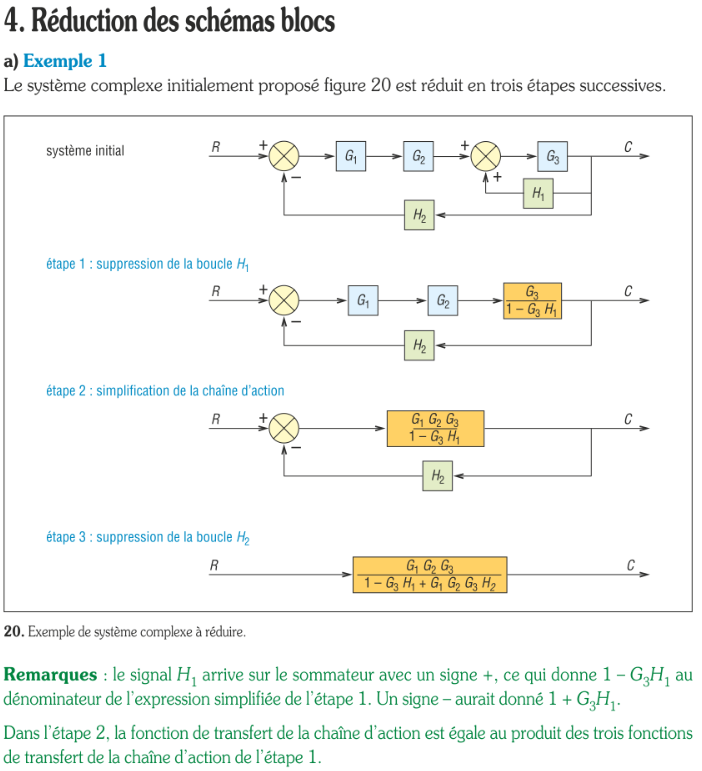 4. Réduction des schémas blocs
a) Exemple 1
Le système complexe initialement proposé figure 20 est réduit en trois étapes successives.
système initial R + − G₁ G₂ + + G₃ C
H₁
H₂
étape 1 : suppression de la boucle H₁
R + − G₁ G₂ G₃ / 1 − G₃ H₁ C
H₂
étape 2 : simplification de la chaîne d'action
R + − G₁ G₂ G₃ / 1 − G₃ H₁ C
H₂
étape 3 : suppression de la boucle H₂
R G₁ G₂ G₃ / 1 − G₃ H₁ + G₁ G₂ G₃ H₂ C
20. Exemple de système complexe à réduire.
Remarques : le signal H₁ arrive sur le sommateur avec un signe +, ce qui donne 1 − G₃H₁ au
dénominateur de l'expression simplifiée de l'étape 1. Un signe − aurait donné 1 + G₃H₁.
Dans l'étape 2, la fonction de transfert de la chaîne d'action est égale au produit des trois fonctions
de transfert de la chaîne d'action de l'étape 1.